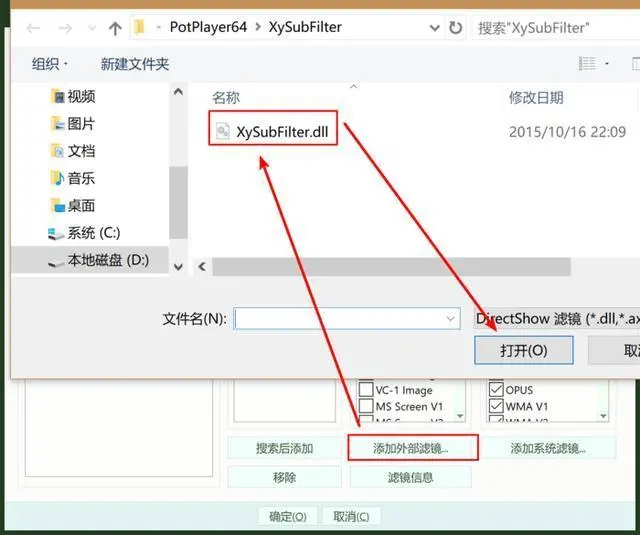 PotPlayer64 > XySubFilter
搜索"XySubFilter"
组织 新建文件夹
名称 修改日期
XySubFilter.dll 2015/10/16 22:09
视频
图片
文档
音乐
桌面
系统 (C:)
本地磁盘 (D:)
文件名(N): DirectShow 滤镜 (*.dll,*.ax
打开(O) 取消
VC-1 Image OPUS
MS Screen V1 WMA V1
WMA V2
搜索后添加 添加外部滤镜... 添加系统滤镜...
移除 滤镜信息
确定(O) 取消(C)